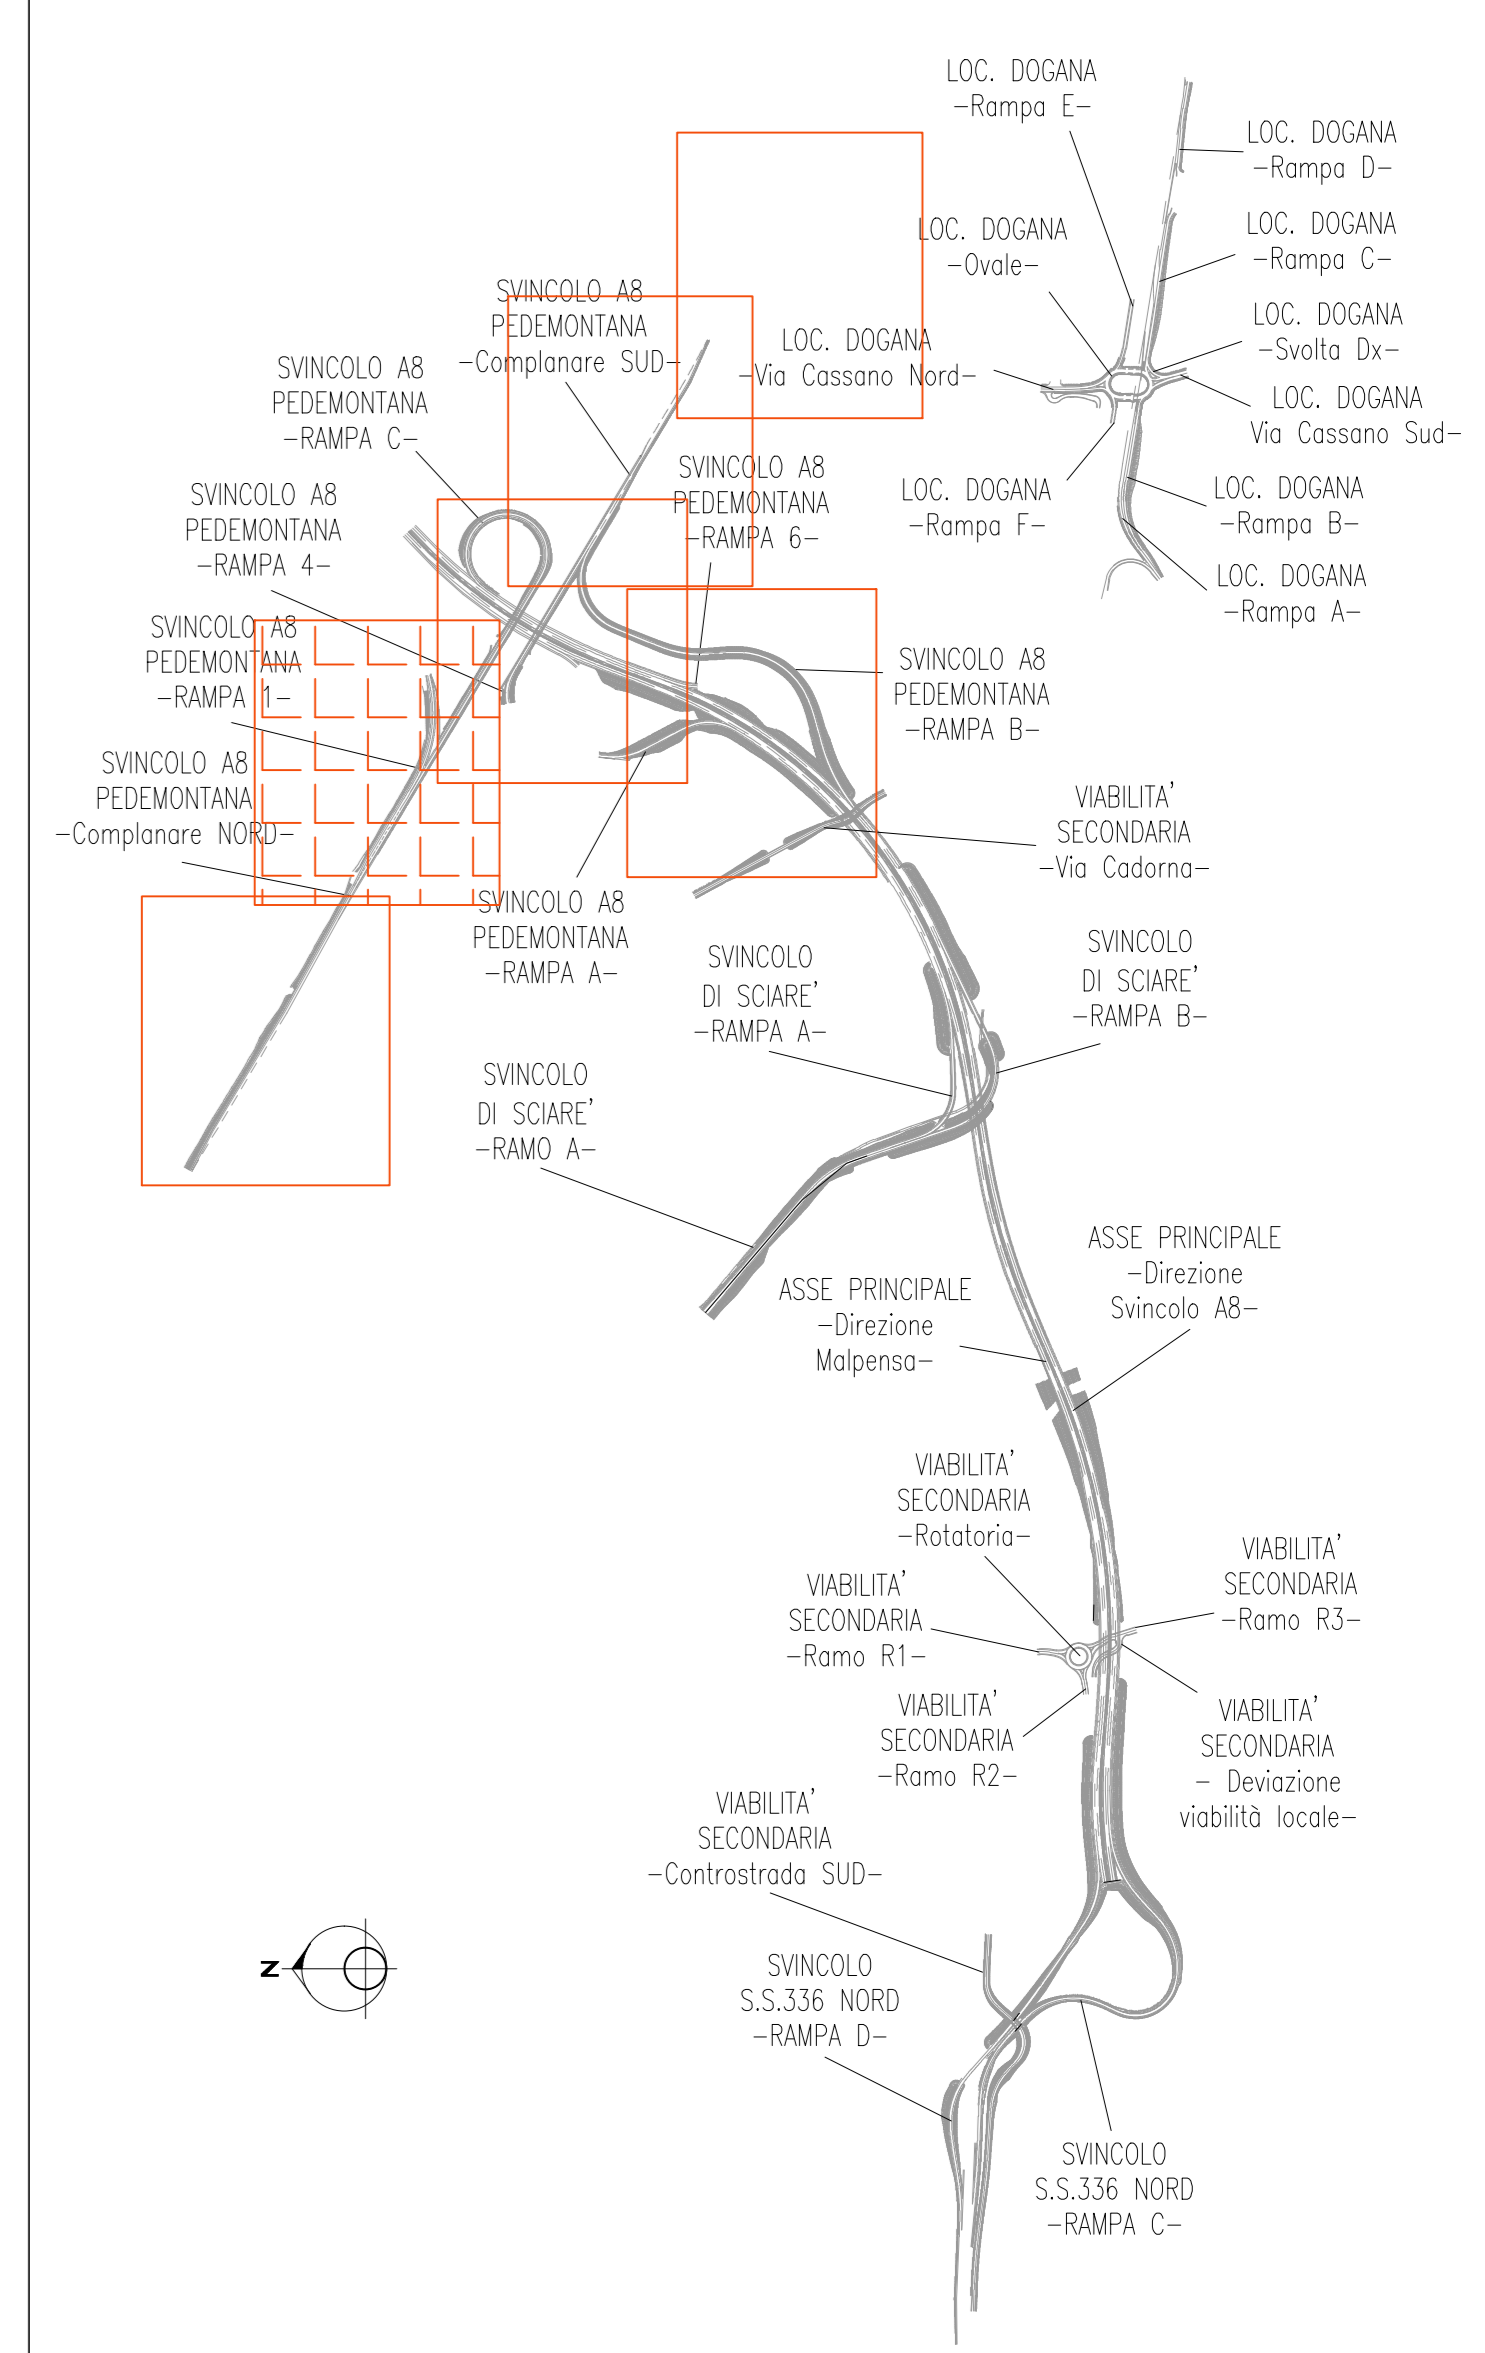 LOC. DOGANA
-Rampa E-
LOC. DOGANA
-Rampa D-
LOC. DOGANA
-Ovale-
LOC. DOGANA
-Rampa C-
SVINCOLO A8
PEDEMONTANA
-Complanare SUD-
LOC. DOGANA
-Via Cassano Nord-
LOC. DOGANA
-Svolta Dx-
SVINCOLO A8
PEDEMONTANA
-RAMPA C-
LOC. DOGANA
Via Cassano Sud-
SVINCOLO A8
PEDEMONTANA
-RAMPA 6-
SVINCOLO A8
PEDEMONTANA
-RAMPA 4-
LOC. DOGANA
-Rampa F-
LOC. DOGANA
-Rampa B-
LOC. DOGANA
-Rampa A-
SVINCOLO A8
PEDEMONTANA
-RAMPA 1-
SVINCOLO A8
PEDEMONTANA
-RAMPA B-
SVINCOLO A8
PEDEMONTANA
-Complanare NORD-
VIABILITA'
SECONDARIA
-Via Cadorna-
SVINCOLO A8
PEDEMONTANA
-RAMPA A-
SVINCOLO
DI SCIARE'
-RAMPA A-
SVINCOLO
DI SCIARE'
-RAMPA B-
SVINCOLO
DI SCIARE'
-RAMO A-
ASSE PRINCIPALE
-Direzione
Svincolo A8-
ASSE PRINCIPALE
-Direzione
Malpensa-
VIABILITA'
SECONDARIA
-Rotatoria-
VIABILITA'
SECONDARIA
-Ramo R3-
VIABILITA'
SECONDARIA
-Ramo R1-
VIABILITA'
SECONDARIA
-Ramo R2-
VIABILITA'
SECONDARIA
- Deviazione
viabilità locale-
VIABILITA'
SECONDARIA
-Controstrada SUD-
N
SVINCOLO
S.S.336 NORD
-RAMPA D-
SVINCOLO
S.S.336 NORD
-RAMPA C-